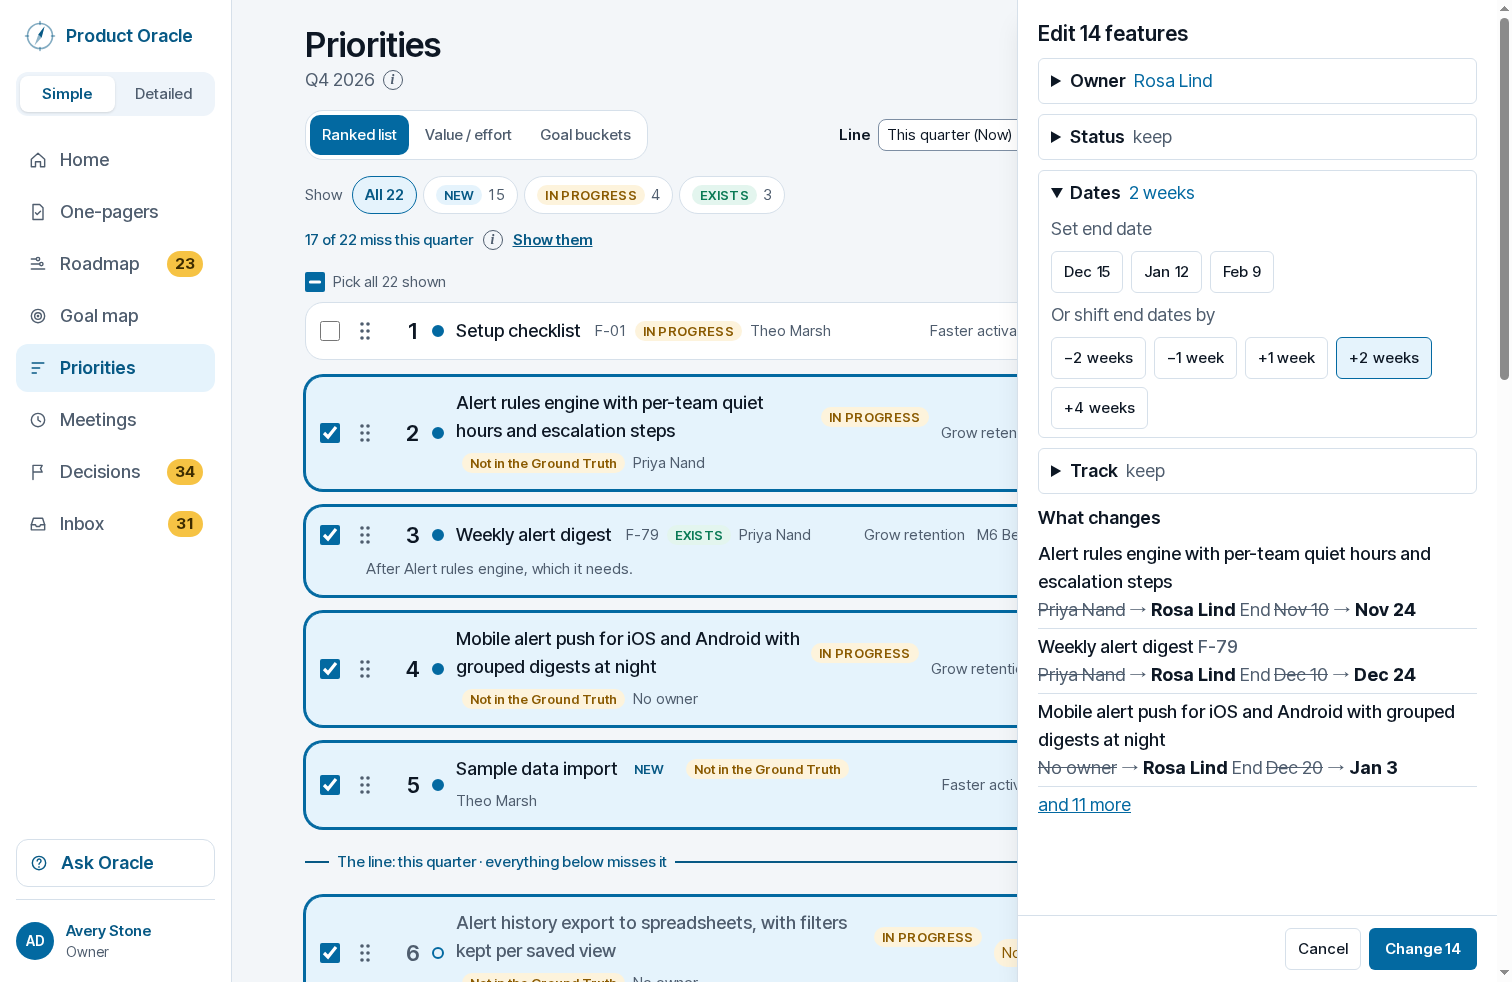 Product Oracle
Simple
Detailed
Home
One-pagers
Roadmap 23
Goal map
Priorities
Meetings
Decisions 34
Inbox 31
Ask Oracle
AD
Avery Stone
Owner
Priorities
Q4 2026 i
Ranked list
Value / effort
Goal buckets
Line
This quarter (Now)
Show
All 22
NEW 15
IN PROGRESS 4
EXISTS 3
17 of 22 miss this quarter i Show them
Pick all 22 shown
1 Setup checklist F-01 IN PROGRESS Theo Marsh Faster activa
2 Alert rules engine with per-team quiet
hours and escalation steps
IN PROGRESS
Grow reten
Not in the Ground Truth Priya Nand
3 Weekly alert digest F-79 EXISTS Priya Nand Grow retention M6 Be
After Alert rules engine, which it needs.
4 Mobile alert push for iOS and Android with
grouped digests at night
IN PROGRESS
Grow retentio
Not in the Ground Truth No owner
5 Sample data import NEW Not in the Ground Truth
Theo Marsh
Faster activ
The line: this quarter · everything below misses it
6 Alert history export to spreadsheets, with filters
kept per saved view
IN PROGRESS
No
Not in the Ground Truth No owner
Edit 14 features
Owner Rosa Lind
Status keep
Dates 2 weeks
Set end date
Dec 15
Jan 12
Feb 9
Or shift end dates by
−2 weeks
−1 week
+1 week
+2 weeks
+4 weeks
Track keep
What changes
Alert rules engine with per-team quiet hours and
escalation steps
Priya Nand → Rosa Lind End Nov 10 → Nov 24
Weekly alert digest F-79
Priya Nand → Rosa Lind End Dec 10 → Dec 24
Mobile alert push for iOS and Android with grouped
digests at night
No owner → Rosa Lind End Dec 20 → Jan 3
and 11 more
Cancel
Change 14